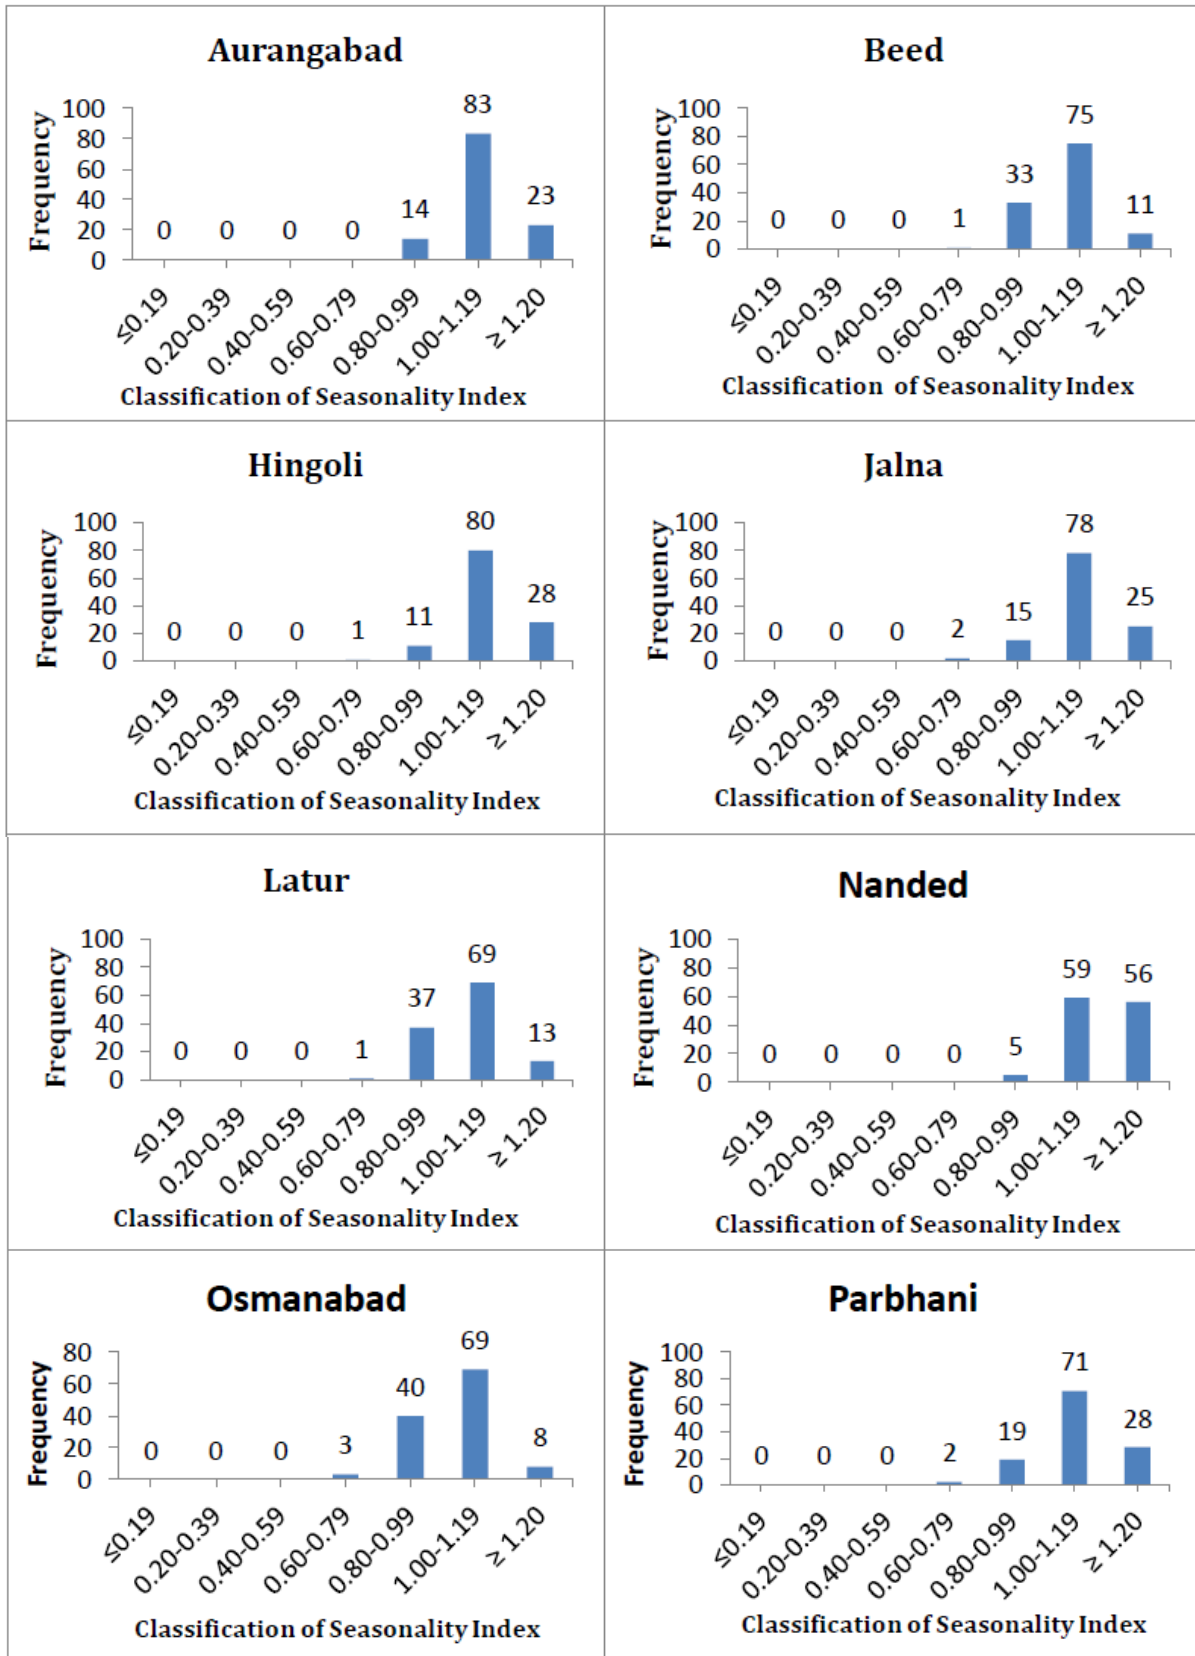 Aurangabad
Frequency
100
80
60
40
20
0
0 0 0 0 14 83 23
≤0.19 0.20-0.39 0.40-0.59 0.60-0.79 0.80-0.99 1.00-1.19 ≥ 1.20
Classification of Seasonality Index
Beed
Frequency
100
80
60
40
20
0
0 0 0 1 33 75 11
≤0.19 0.20-0.39 0.40-0.59 0.60-0.79 0.80-0.99 1.00-1.19 ≥ 1.20
Classification of Seasonality Index
Hingoli
Frequency
100
80
60
40
20
0
0 0 0 1 11 80 28
≤0.19 0.20-0.39 0.40-0.59 0.60-0.79 0.80-0.99 1.00-1.19 ≥ 1.20
Classification of Seasonality Index
Jalna
Frequency
100
80
60
40
20
0
0 0 0 2 15 78 25
≤0.19 0.20-0.39 0.40-0.59 0.60-0.79 0.80-0.99 1.00-1.19 ≥ 1.20
Classification of Seasonality Index
Latur
Frequency
100
80
60
40
20
0
0 0 0 1 37 69 13
≤0.19 0.20-0.39 0.40-0.59 0.60-0.79 0.80-0.99 1.00-1.19 ≥ 1.20
Classification of Seasonality Index
Nanded
Frequency
100
80
60
40
20
0
0 0 0 0 5 59 56
≤0.19 0.20-0.39 0.40-0.59 0.60-0.79 0.80-0.99 1.00-1.19 ≥ 1.20
Classification of Seasonality Index
Osmanabad
Frequency
80
60
40
20
0
0 0 0 3 40 69 8
≤0.19 0.20-0.39 0.40-0.59 0.60-0.79 0.80-0.99 1.00-1.19 ≥ 1.20
Classification of Seasonality Index
Parbhani
Frequency
100
80
60
40
20
0
0 0 0 2 19 71 28
≤0.19 0.20-0.39 0.40-0.59 0.60-0.79 0.80-0.99 1.00-1.19 ≥ 1.20
Classification of Seasonality Index